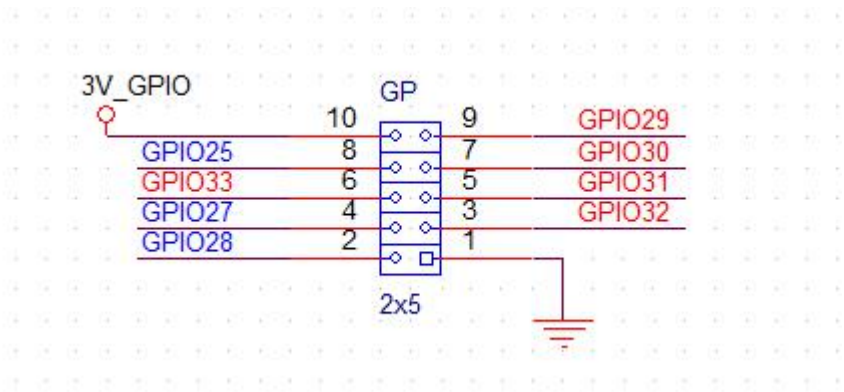 3V_GPIO
GP
10 9 GPIO29
GPIO25 8 7 GPIO30
GPIO33 6 5 GPIO31
GPIO27 4 3 GPIO32
GPIO28 2 1
2x5